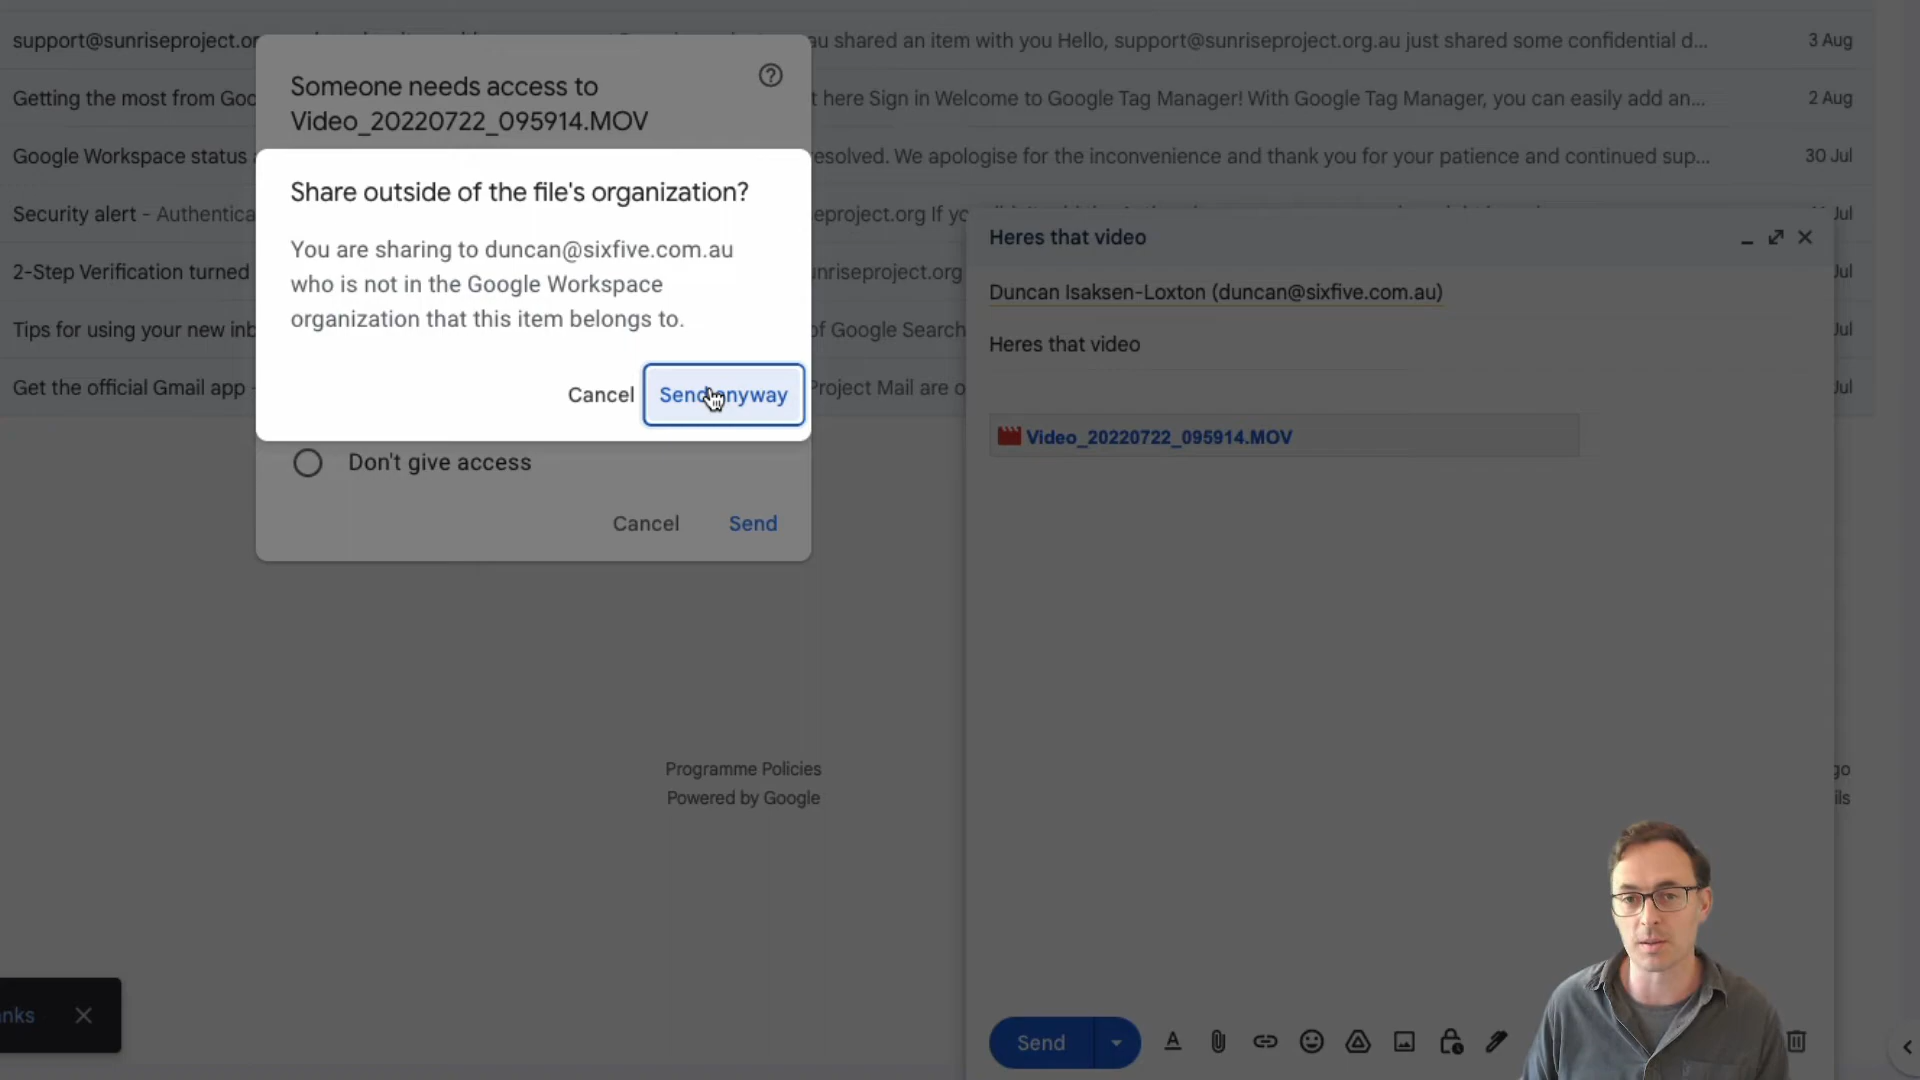 support@sunriseproject.or
au shared an item with you Hello, support@sunriseproject.org.au just shared some confidential d...
3 Aug
Getting the most from Goo
t here Sign in Welcome to Google Tag Manager! With Google Tag Manager, you can easily add an...
2 Aug
Google Workspace status
esolved. We apologise for the inconvenience and thank you for your patience and continued sup...
30 Jul
Security alert - Authentica
eproject.org If yo
Jul
2-Step Verification turned
unriseproject.org
Jul
Tips for using your new inb
of Google Search
Jul
Get the official Gmail app -
Project Mail are o
Jul
Someone needs access to
Video_20220722_095914.MOV
Share outside of the file's organization?
You are sharing to duncan@sixfive.com.au
who is not in the Google Workspace
organization that this item belongs to.
Cancel
Send anyway
Don't give access
Cancel
Send
Heres that video
Duncan Isaksen-Loxton (duncan@sixfive.com.au)
Heres that video
Video_20220722_095914.MOV
Programme Policies
Powered by Google
go
ils
anks
Send